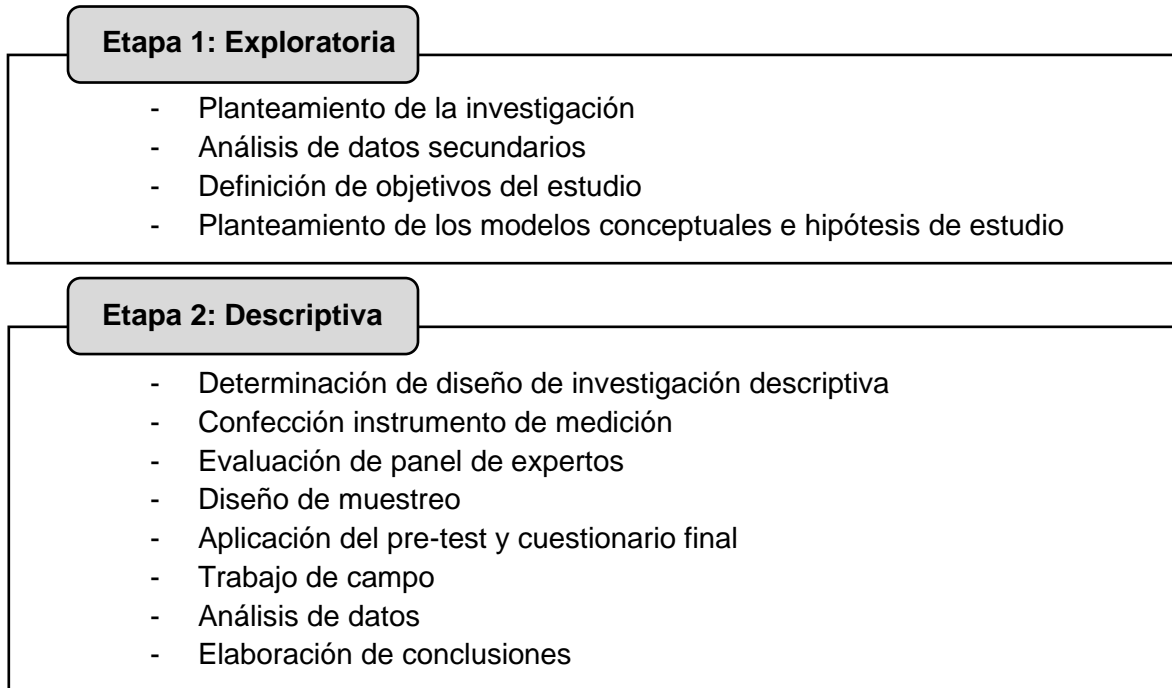 Etapa 1: Exploratoria
- Planteamiento de la investigación
- Análisis de datos secundarios
- Definición de objetivos del estudio
- Planteamiento de los modelos conceptuales e hipótesis de estudio
Etapa 2: Descriptiva
- Determinación de diseño de investigación descriptiva
- Confección instrumento de medición
- Evaluación de panel de expertos
- Diseño de muestreo
- Aplicación del pre-test y cuestionario final
- Trabajo de campo
- Análisis de datos
- Elaboración de conclusiones